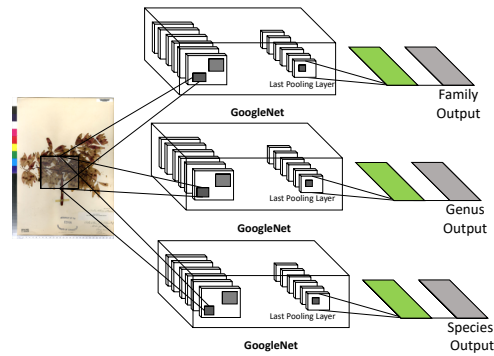 Last Pooling Layer
GoogleNet
Family
Output
Last Pooling Layer
GoogleNet
Genus
Output
Last Pooling Layer
GoogleNet
Species
Output